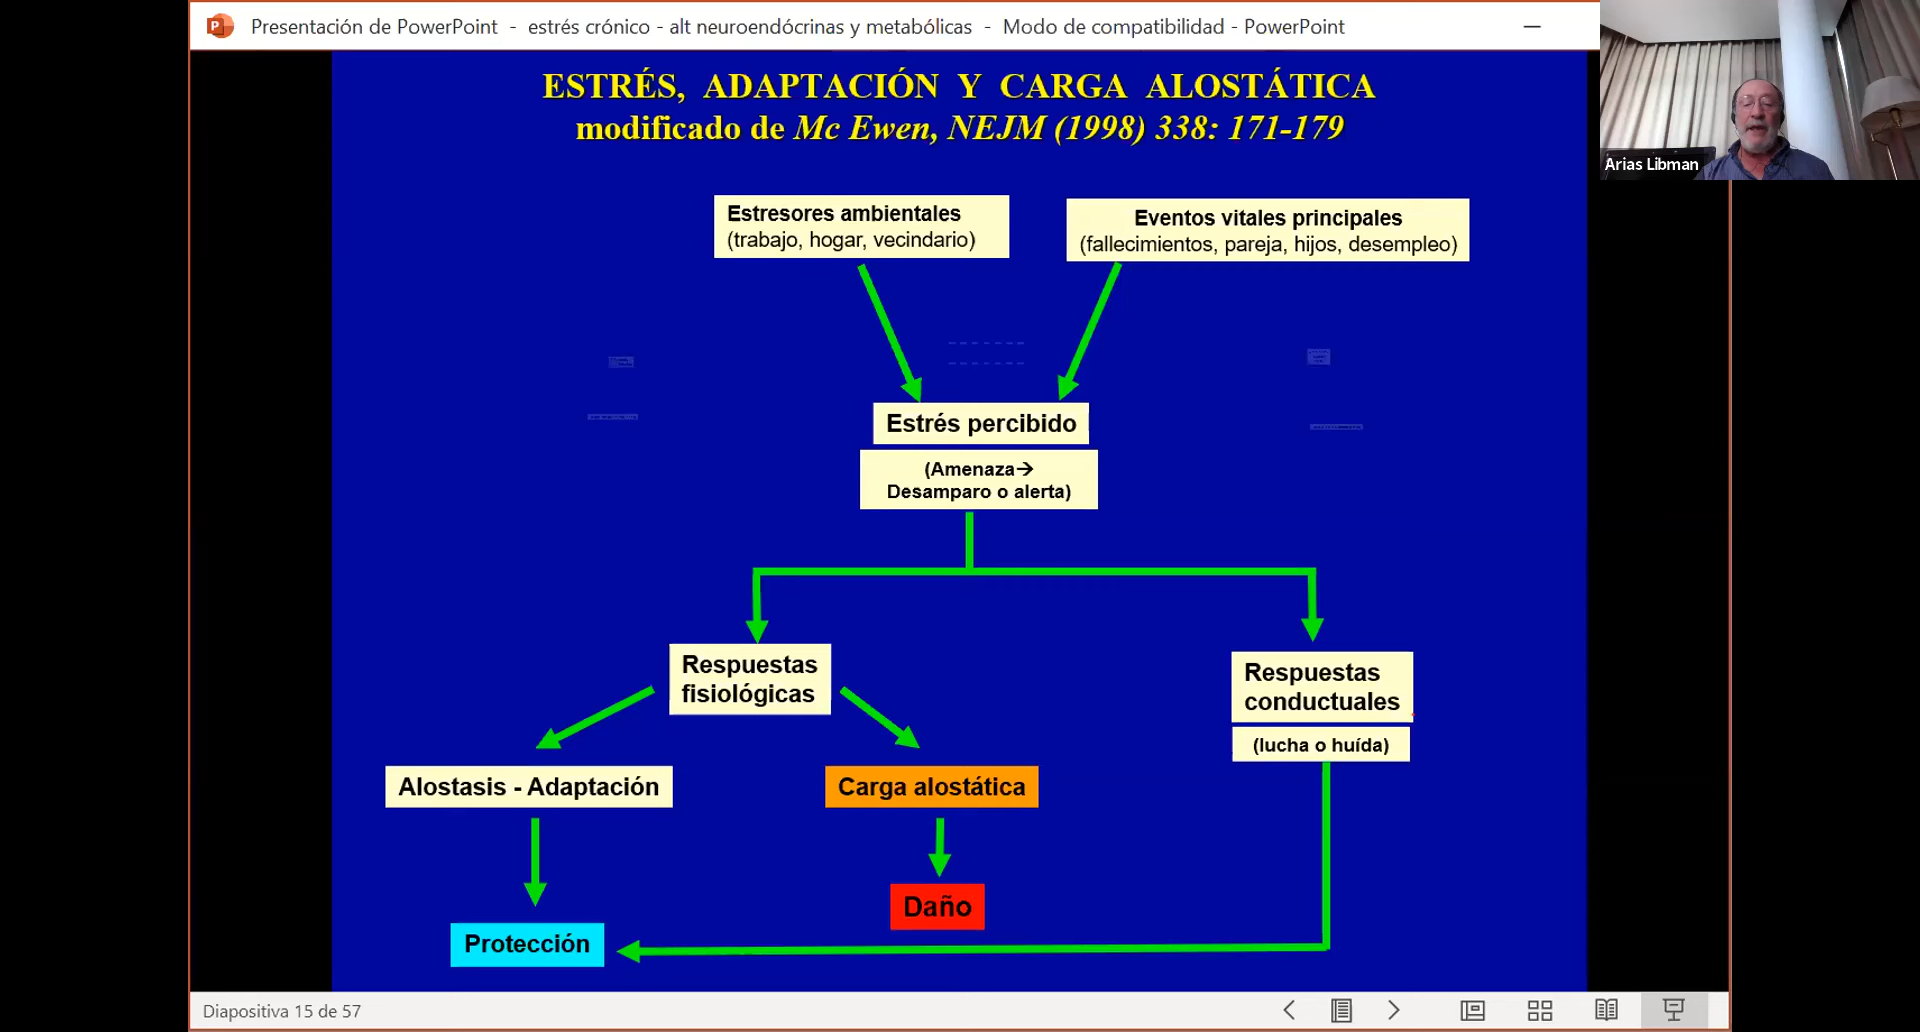 Presentación de PowerPoint - estrés crónico - alt neuroendócrinas y metabólicas - Modo de compatibilidad - PowerPoint
Arias Libman
ESTRÉS, ADAPTACIÓN Y CARGA ALOSTÁTICA
modificado de Mc Ewen, NEJM (1998) 338: 171-179
Estresores ambientales
(trabajo, hogar, vecindario)
Eventos vitales principales
(fallecimientos, pareja, hijos, desempleo)
Estrés percibido
(Amenaza→
Desamparo o alerta)
Respuestas
fisiológicas
Respuestas
conductuales
(lucha o huída)
Alostasis - Adaptación
Carga alostática
Daño
Protección
Diapositiva 15 de 57